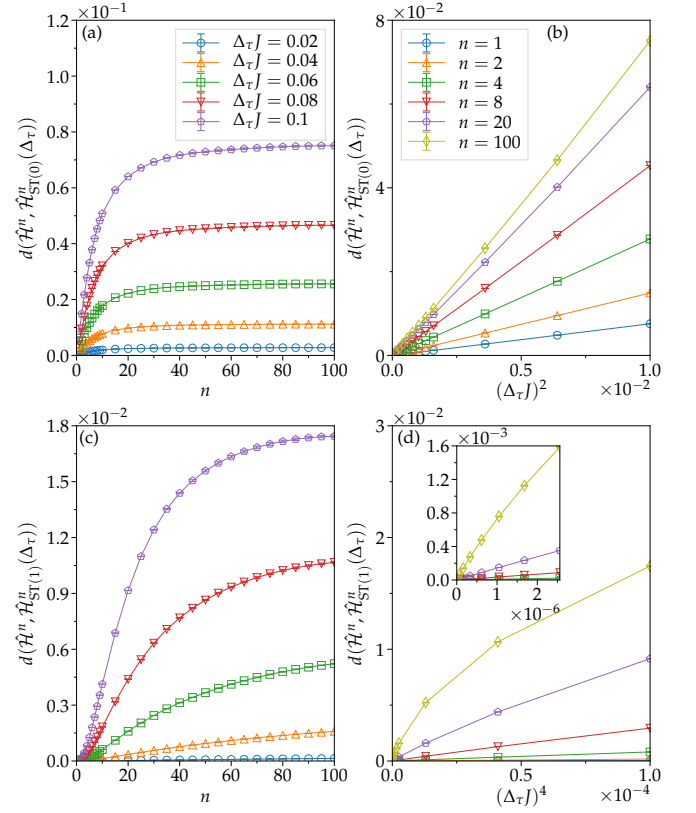 ×10⁻¹
(a)
Δ_τJ = 0.02
Δ_τJ = 0.04
Δ_τJ = 0.06
Δ_τJ = 0.08
Δ_τJ = 0.1
d(Ĥⁿ, Ĥⁿ_ST(0)(Δ_τ))
1.2
1.0
0.7
0.5
0.2
0.0
0 20 40 60 80 100
n
×10⁻²
(b)
n = 1
n = 2
n = 4
n = 8
n = 20
n = 100
d(Ĥⁿ, Ĥⁿ_ST(0)(Δ_τ))
8
4
0
0.0 0.5 1.0
(Δ_τJ)² ×10⁻²
×10⁻²
(c)
d(Ĥⁿ, Ĥⁿ_ST(1)(Δ_τ))
1.8
1.5
1.2
0.9
0.6
0.3
0.0
0 20 40 60 80 100
n
×10⁻²
(d)
d(Ĥⁿ, Ĥⁿ_ST(1)(Δ_τ))
3
2
1
0
0.0 0.5 1.0
(Δ_τJ)⁴ ×10⁻⁴
×10⁻³
1.6
1.2
0.8
0.4
0.0
0 1 2
×10⁻⁶